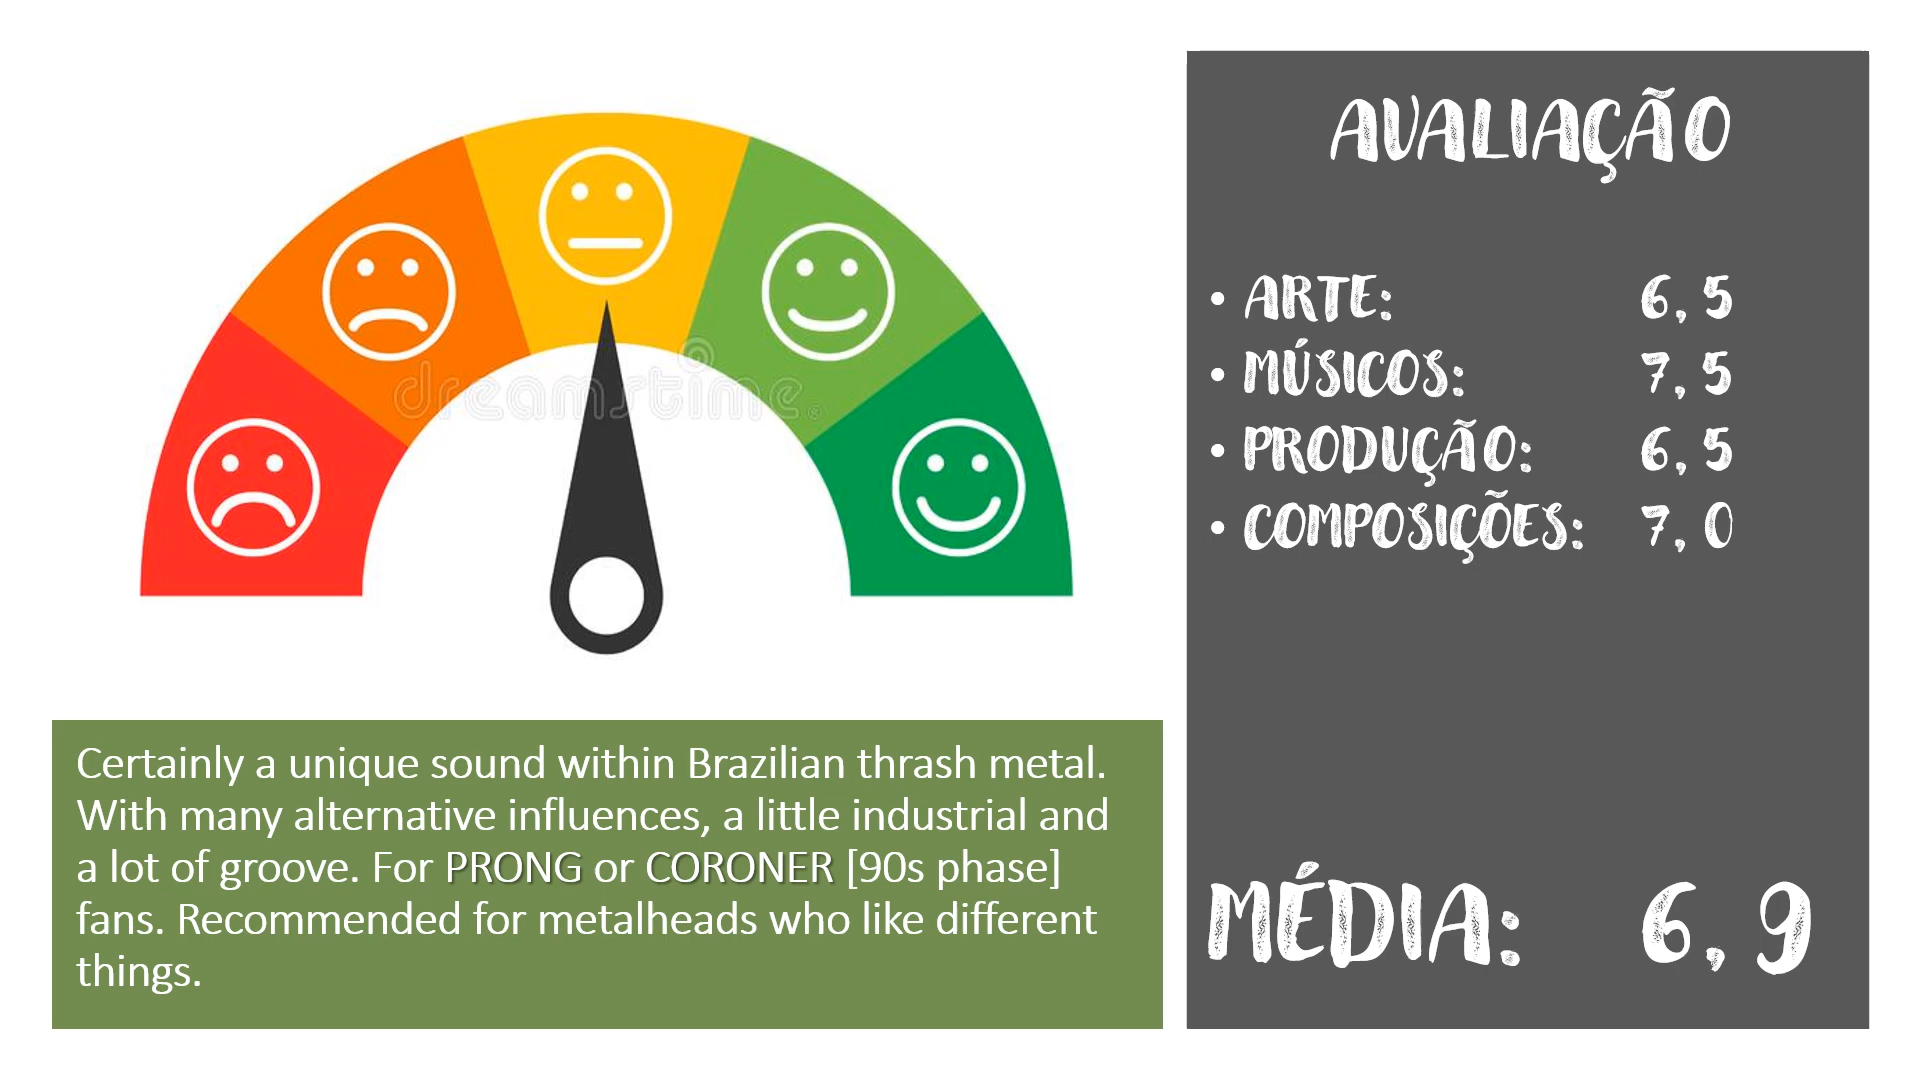 dreamstime.
Certainly a unique sound within Brazilian thrash metal.
With many alternative influences, a little industrial and
a lot of groove. For PRONG or CORONER [90s phase]
fans. Recommended for metalheads who like different
things.
AVALIAÇÃO
• ARTE: 6,5
• MÚSICOS: 7,5
• PRODUÇÃO: 6,5
• COMPOSIÇÕES: 7,0
MÉDIA: 6,9